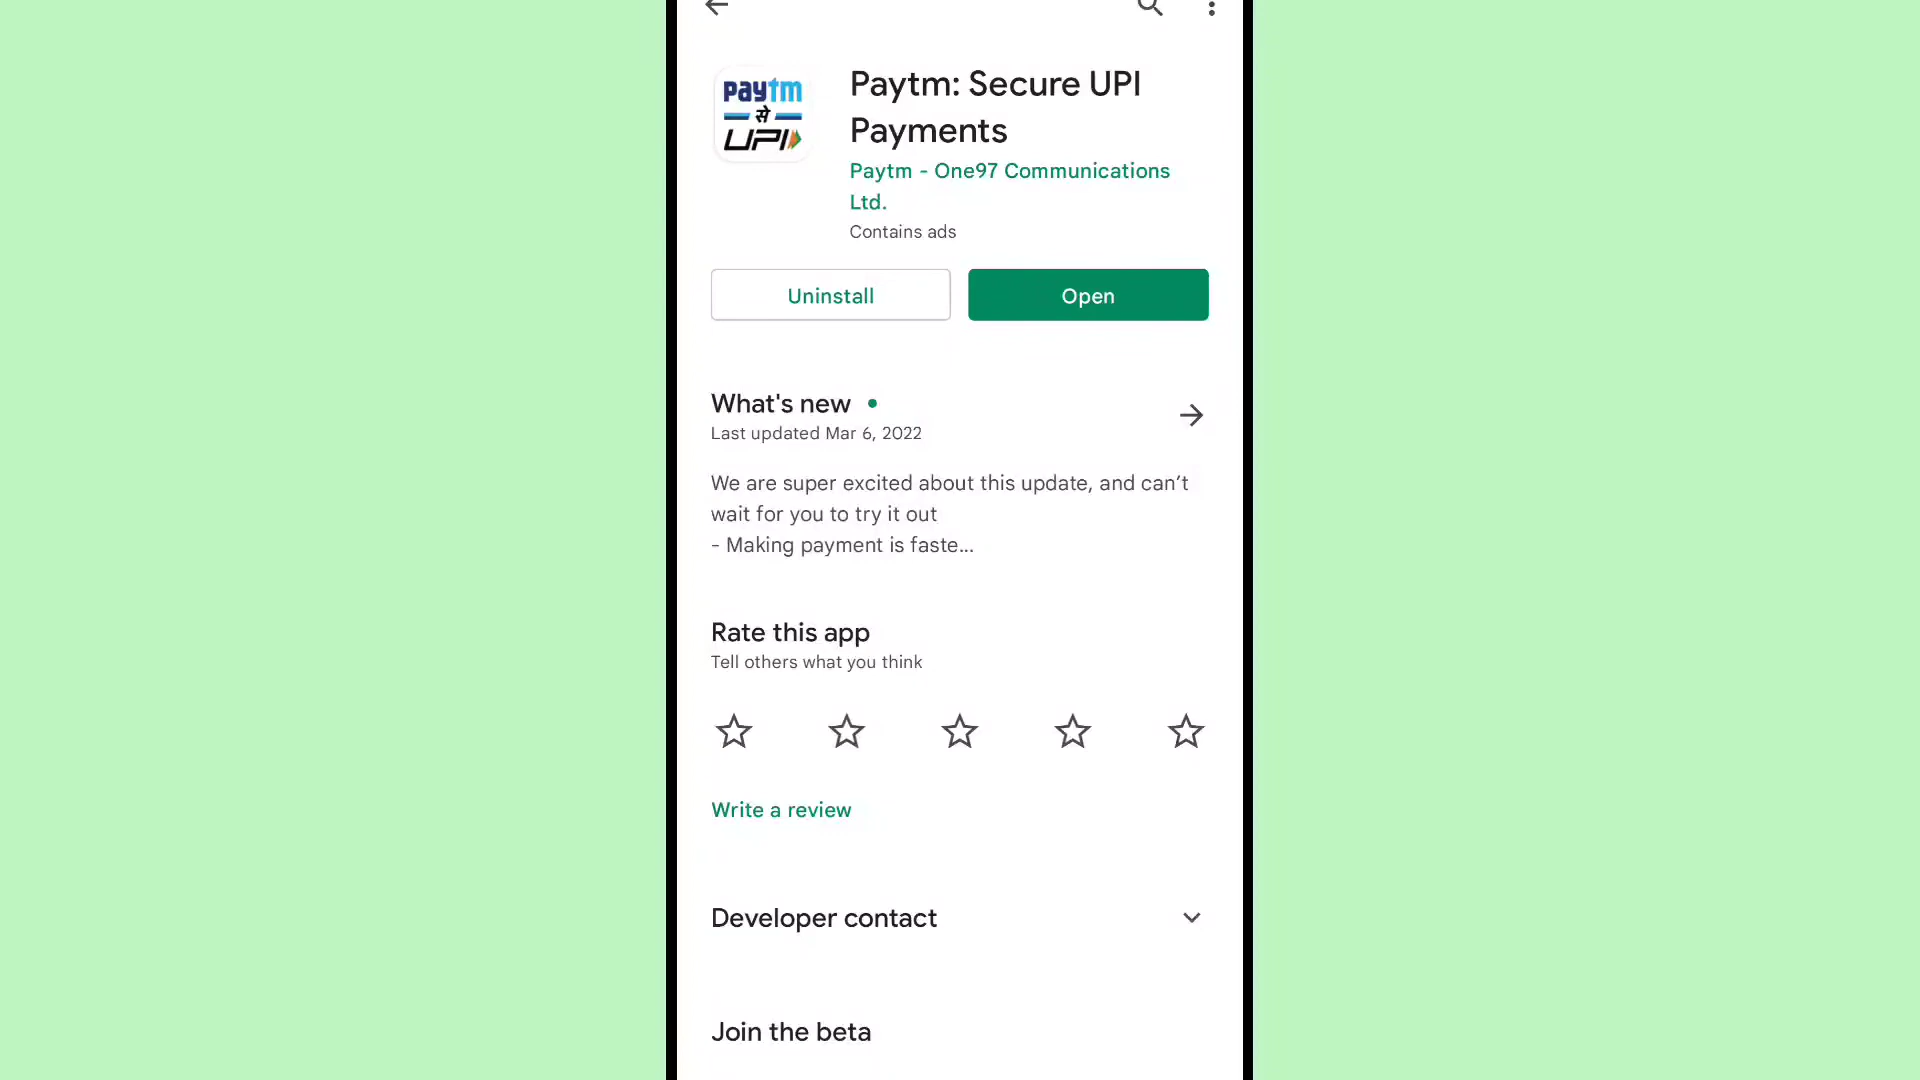 paytm
से
UPI
Paytm: Secure UPI
Payments
Paytm - One97 Communications
Ltd.
Contains ads
Uninstall
Open
What's new
Last updated Mar 6, 2022
We are super excited about this update, and can’t
wait for you to try it out
- Making payment is faste...
Rate this app
Tell others what you think
Write a review
Developer contact
Join the beta